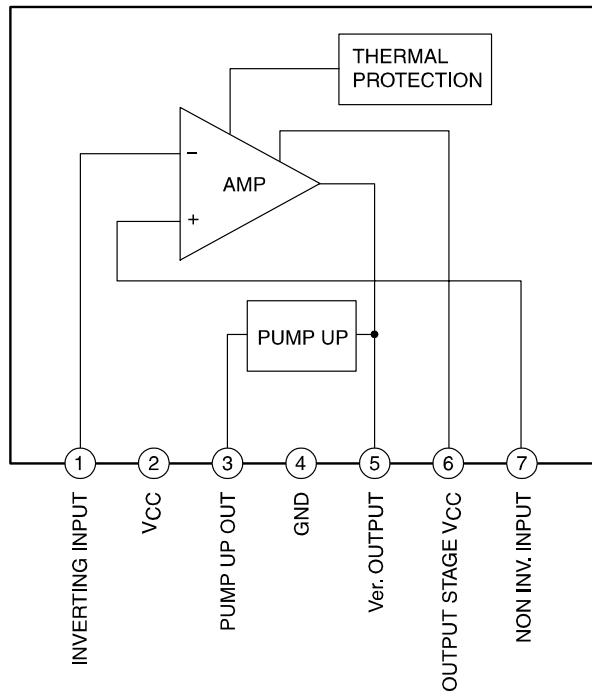 THERMAL
PROTECTION
−
AMP
+
PUMP UP
1
2
3
4
5
6
7
INVERTING INPUT
VCC
PUMP UP OUT
GND
Ver. OUTPUT
OUTPUT STAGE VCC
NON INV. INPUT